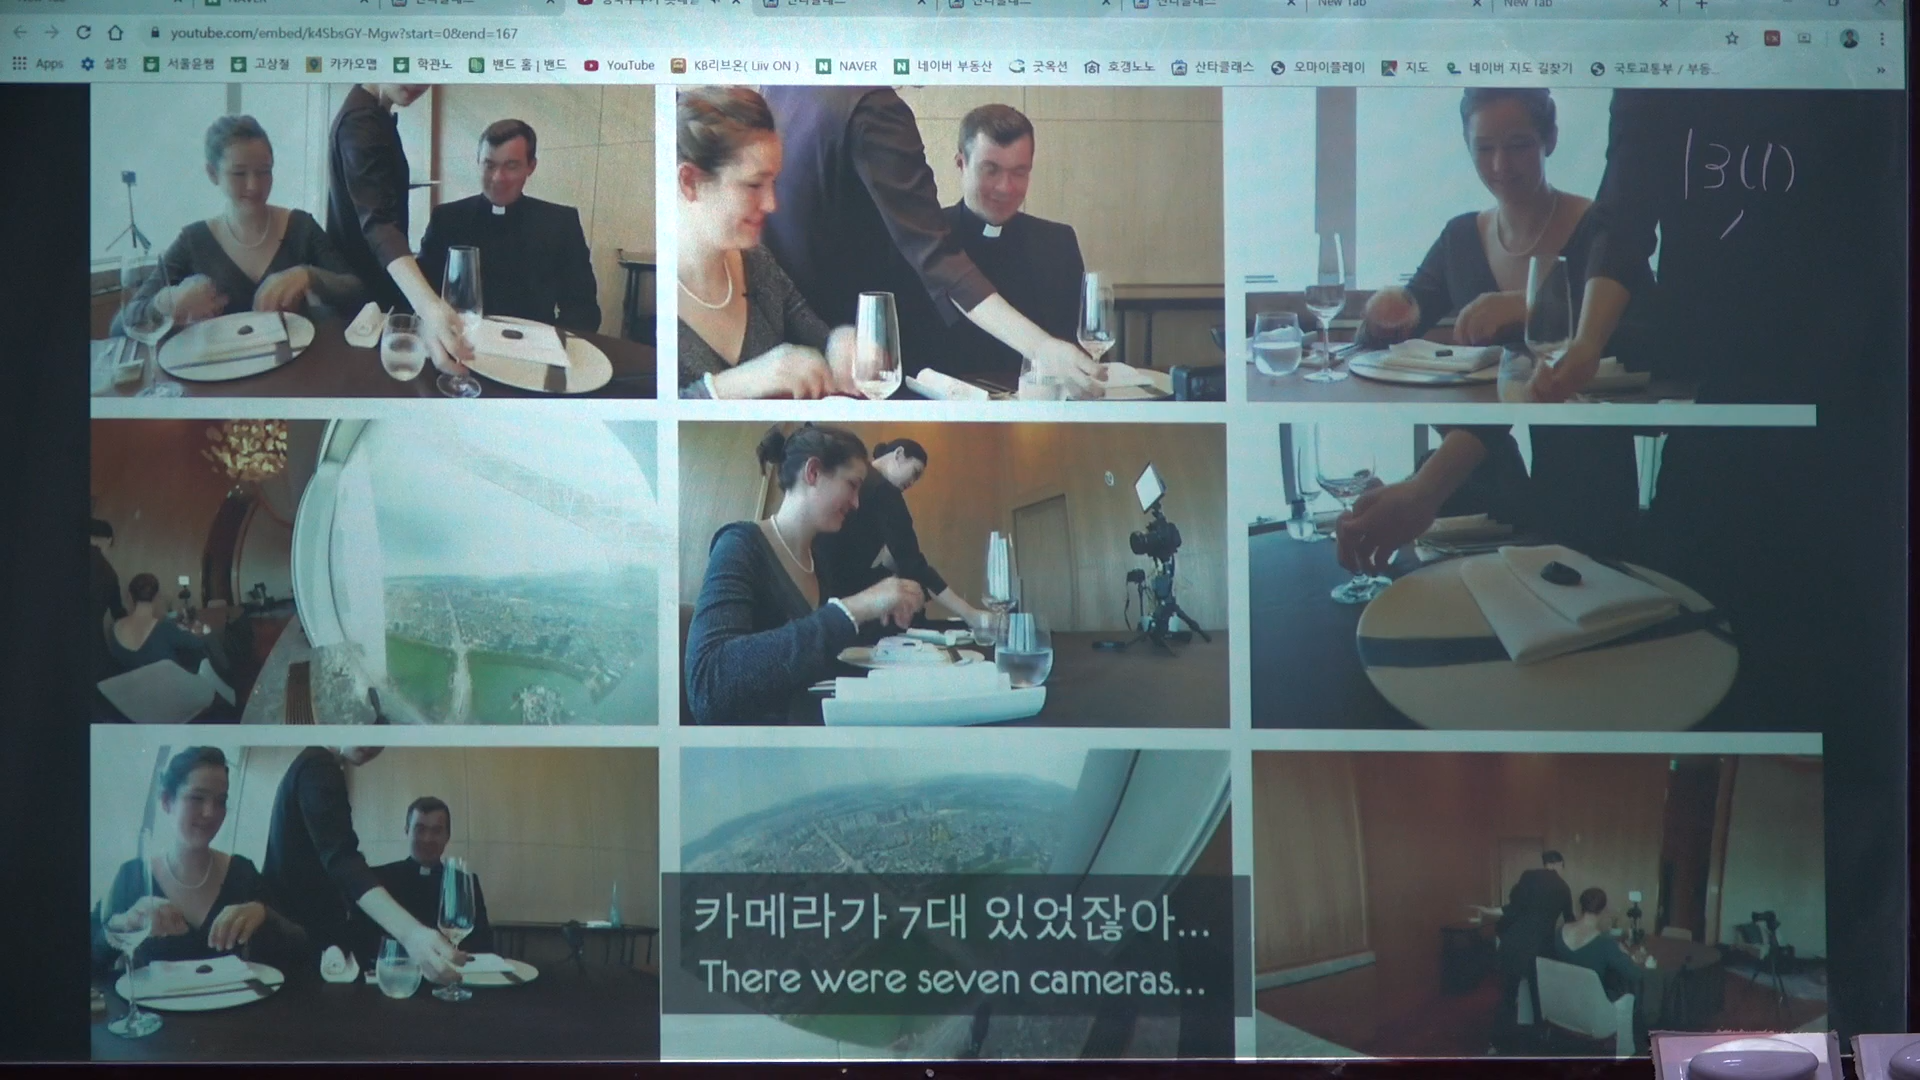 NAVER
New Tab
New Tab
youtube.com/embed/k4SbsGY-Mgw?start=0&end=167
Apps 설정 서울윤쌤 고상철 카카오맵 학관노 밴드 홈 | 밴드 YouTube KB리브온( Liiv ON ) NAVER 네이버 부동산 굿옥션 호갱노노 산타클래스 오마이플레이 지도 네이버 지도 길찾기 국토교통부 / 부동...
13(1)
카메라가 7대 있었잖아...
There were seven cameras...